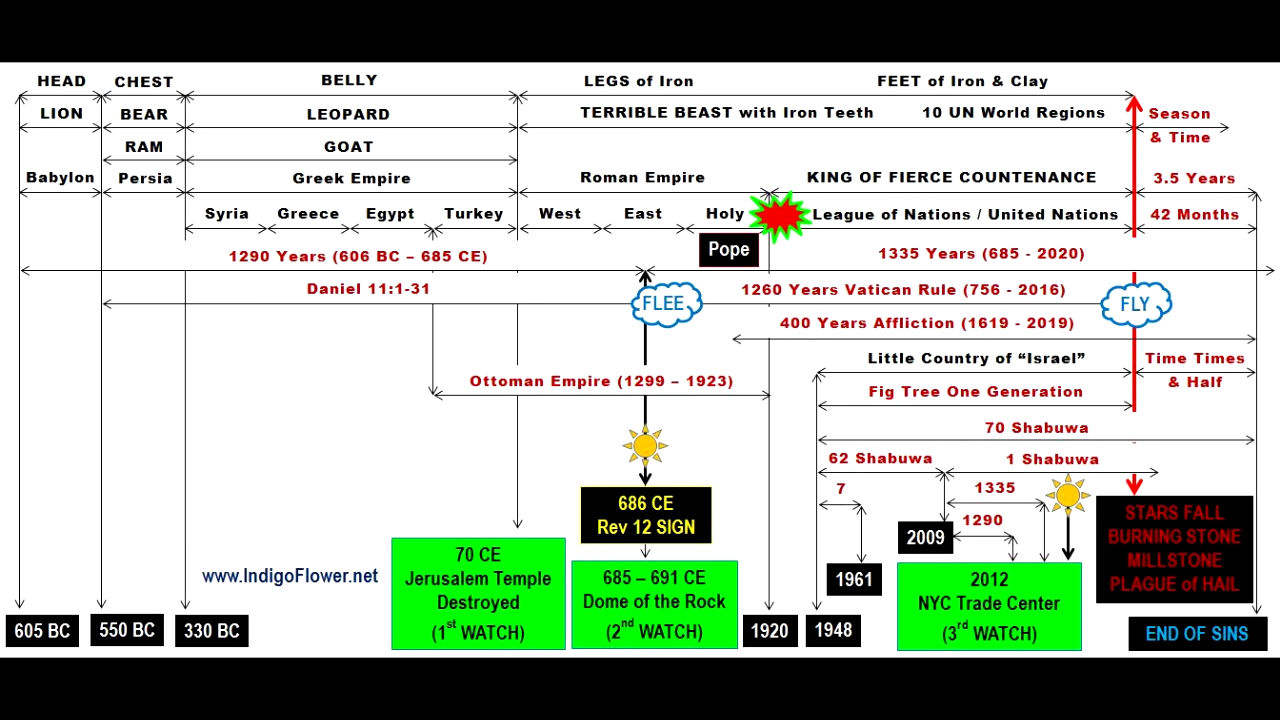 HEAD CHEST BELLY LEGS of Iron FEET of Iron & Clay
LION BEAR LEOPARD TERRIBLE BEAST with Iron Teeth 10 UN World Regions Season
& Time
RAM GOAT
Babylon Persia Greek Empire Roman Empire KING OF FIERCE COUNTENANCE 3.5 Years
Syria Greece Egypt Turkey West East Holy League of Nations / United Nations 42 Months
Pope
1290 Years (606 BC – 685 CE) 1335 Years (685 - 2020)
Daniel 11:1-31 FLEE 1260 Years Vatican Rule (756 - 2016) FLY
400 Years Affliction (1619 - 2019)
Little Country of “Israel” Time Times
& Half
Ottoman Empire (1299 – 1923) Fig Tree One Generation
70 Shabuwa
62 Shabuwa 1 Shabuwa
7 1335
1290
2009
1961
686 CE
Rev 12 SIGN
STARS FALL
BURNING STONE
MILLSTONE
PLAGUE of HAIL
www.IndigoFlower.net
70 CE
Jerusalem Temple
Destroyed
(1st WATCH)
685 – 691 CE
Dome of the Rock
(2nd WATCH)
2012
NYC Trade Center
(3rd WATCH)
605 BC 550 BC 330 BC 1920 1948 END OF SINS